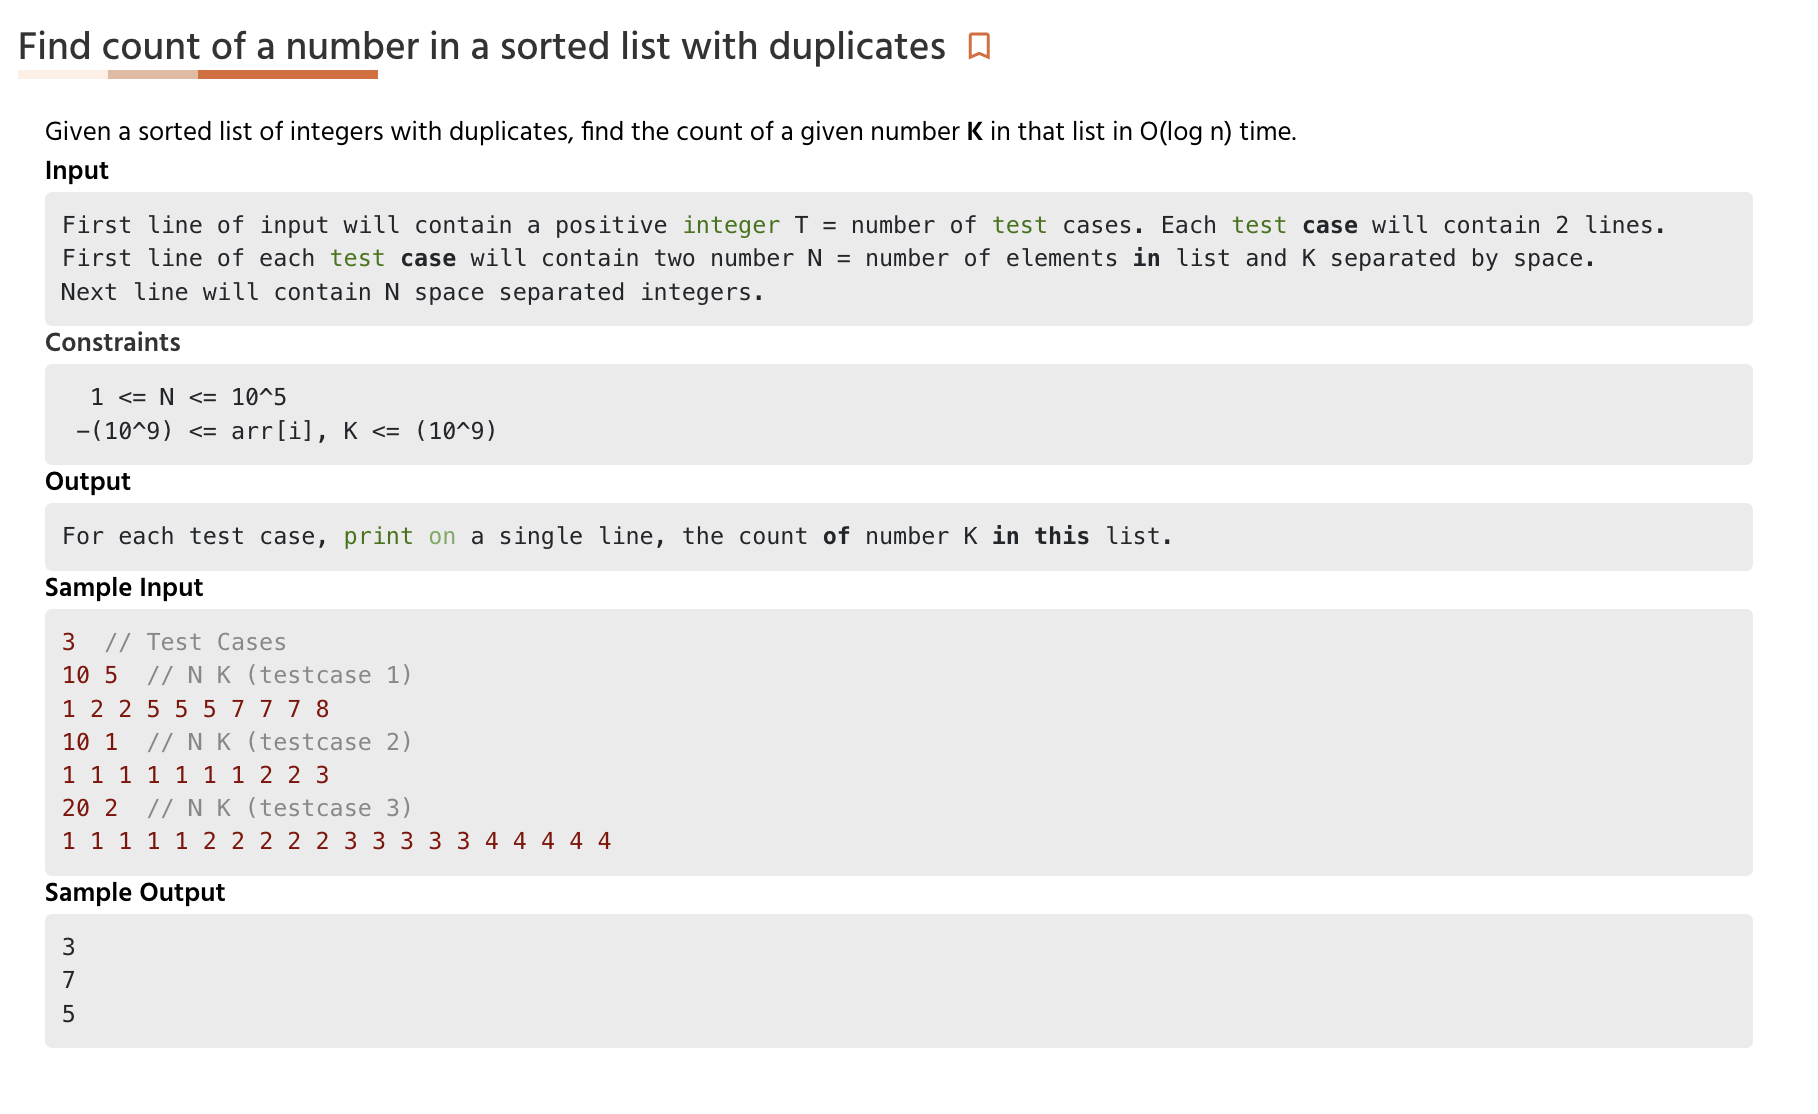 Find count of a number in a sorted list with duplicates
Given a sorted list of integers with duplicates, find the count of a given number K in that list in O(log n) time.
Input
First line of input will contain a positive integer T = number of test cases. Each test case will contain 2 lines.
First line of each test case will contain two number N = number of elements in list and K separated by space.
Next line will contain N space separated integers.
Constraints
1 <= N <= 10^5
-(10^9) <= arr[i], K <= (10^9)
Output
For each test case, print on a single line, the count of number K in this list.
Sample Input
3  // Test Cases
10 5  // N K (testcase 1)
1 2 2 5 5 5 7 7 7 8
10 1  // N K (testcase 2)
1 1 1 1 1 1 1 2 2 3
20 2  // N K (testcase 3)
1 1 1 1 1 2 2 2 2 2 3 3 3 3 3 4 4 4 4 4
Sample Output
3
7
5